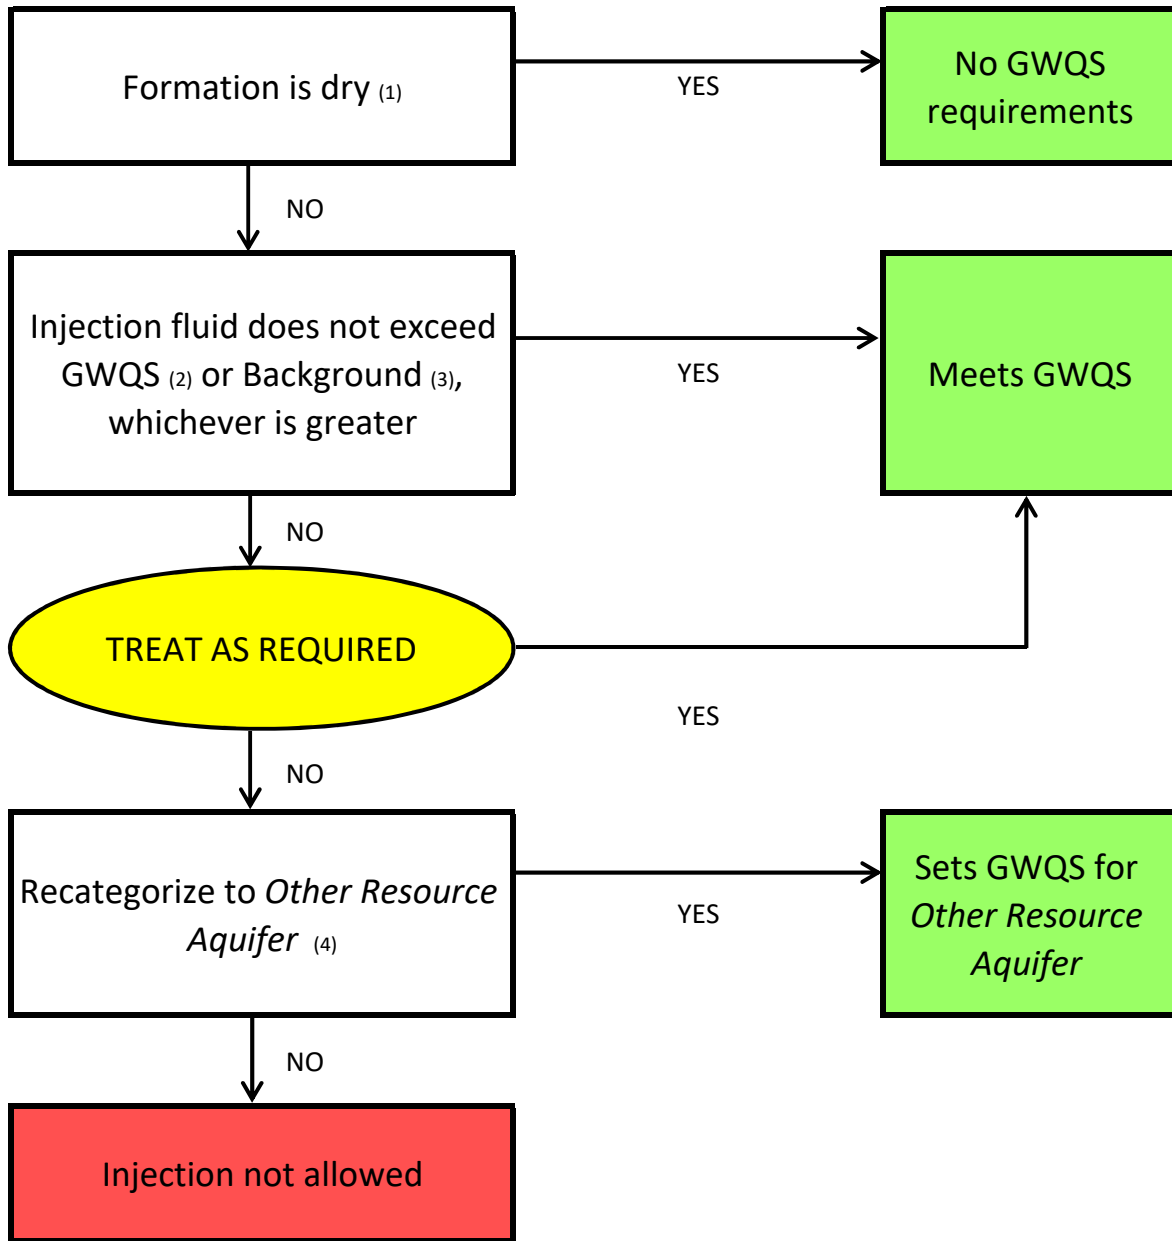 Formation is dry (1)
YES
No GWQS
requirements
NO
Injection fluid does not exceed
GWQS (2) or Background (3),
whichever is greater
YES
Meets GWQS
NO
TREAT AS REQUIRED
YES
NO
Recategorize to Other Resource
Aquifer (4)
YES
Sets GWQS for
Other Resource
Aquifer
NO
Injection not allowed